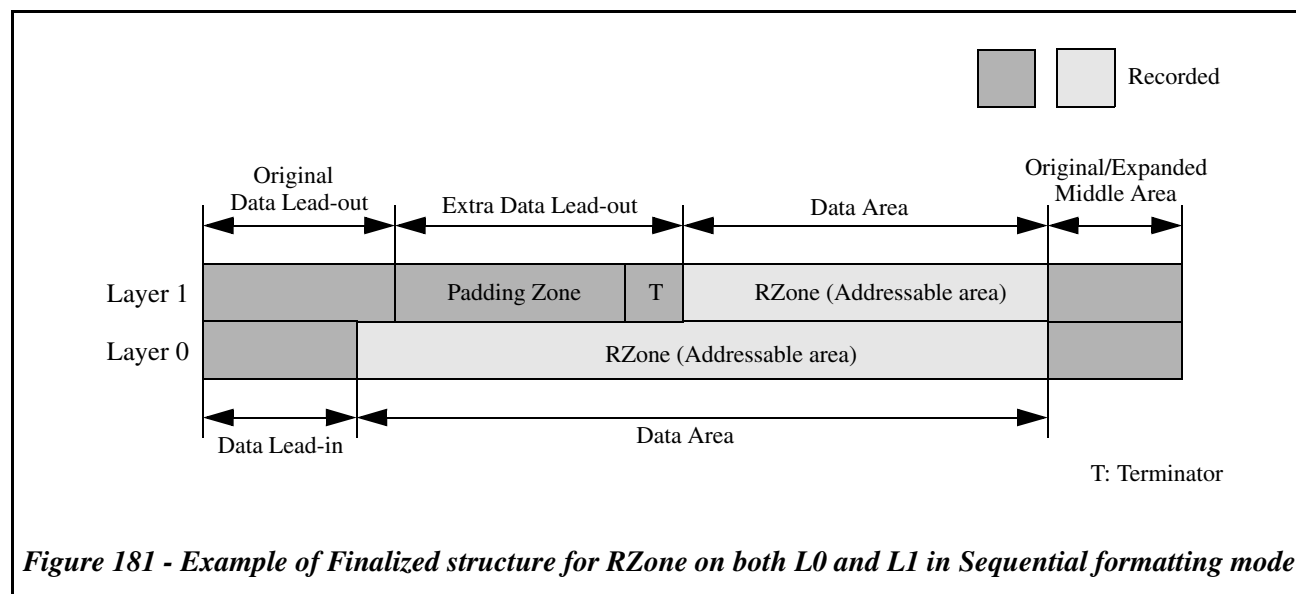 Recorded
Original
Data Lead-out
Extra Data Lead-out
Data Area
Original/Expanded
Middle Area
Layer 1
Padding Zone
T
RZone (Addressable area)
Layer 0
RZone (Addressable area)
Data Lead-in
Data Area
T: Terminator
Figure 181 - Example of Finalized structure for RZone on both L0 and L1 in Sequential formatting mode